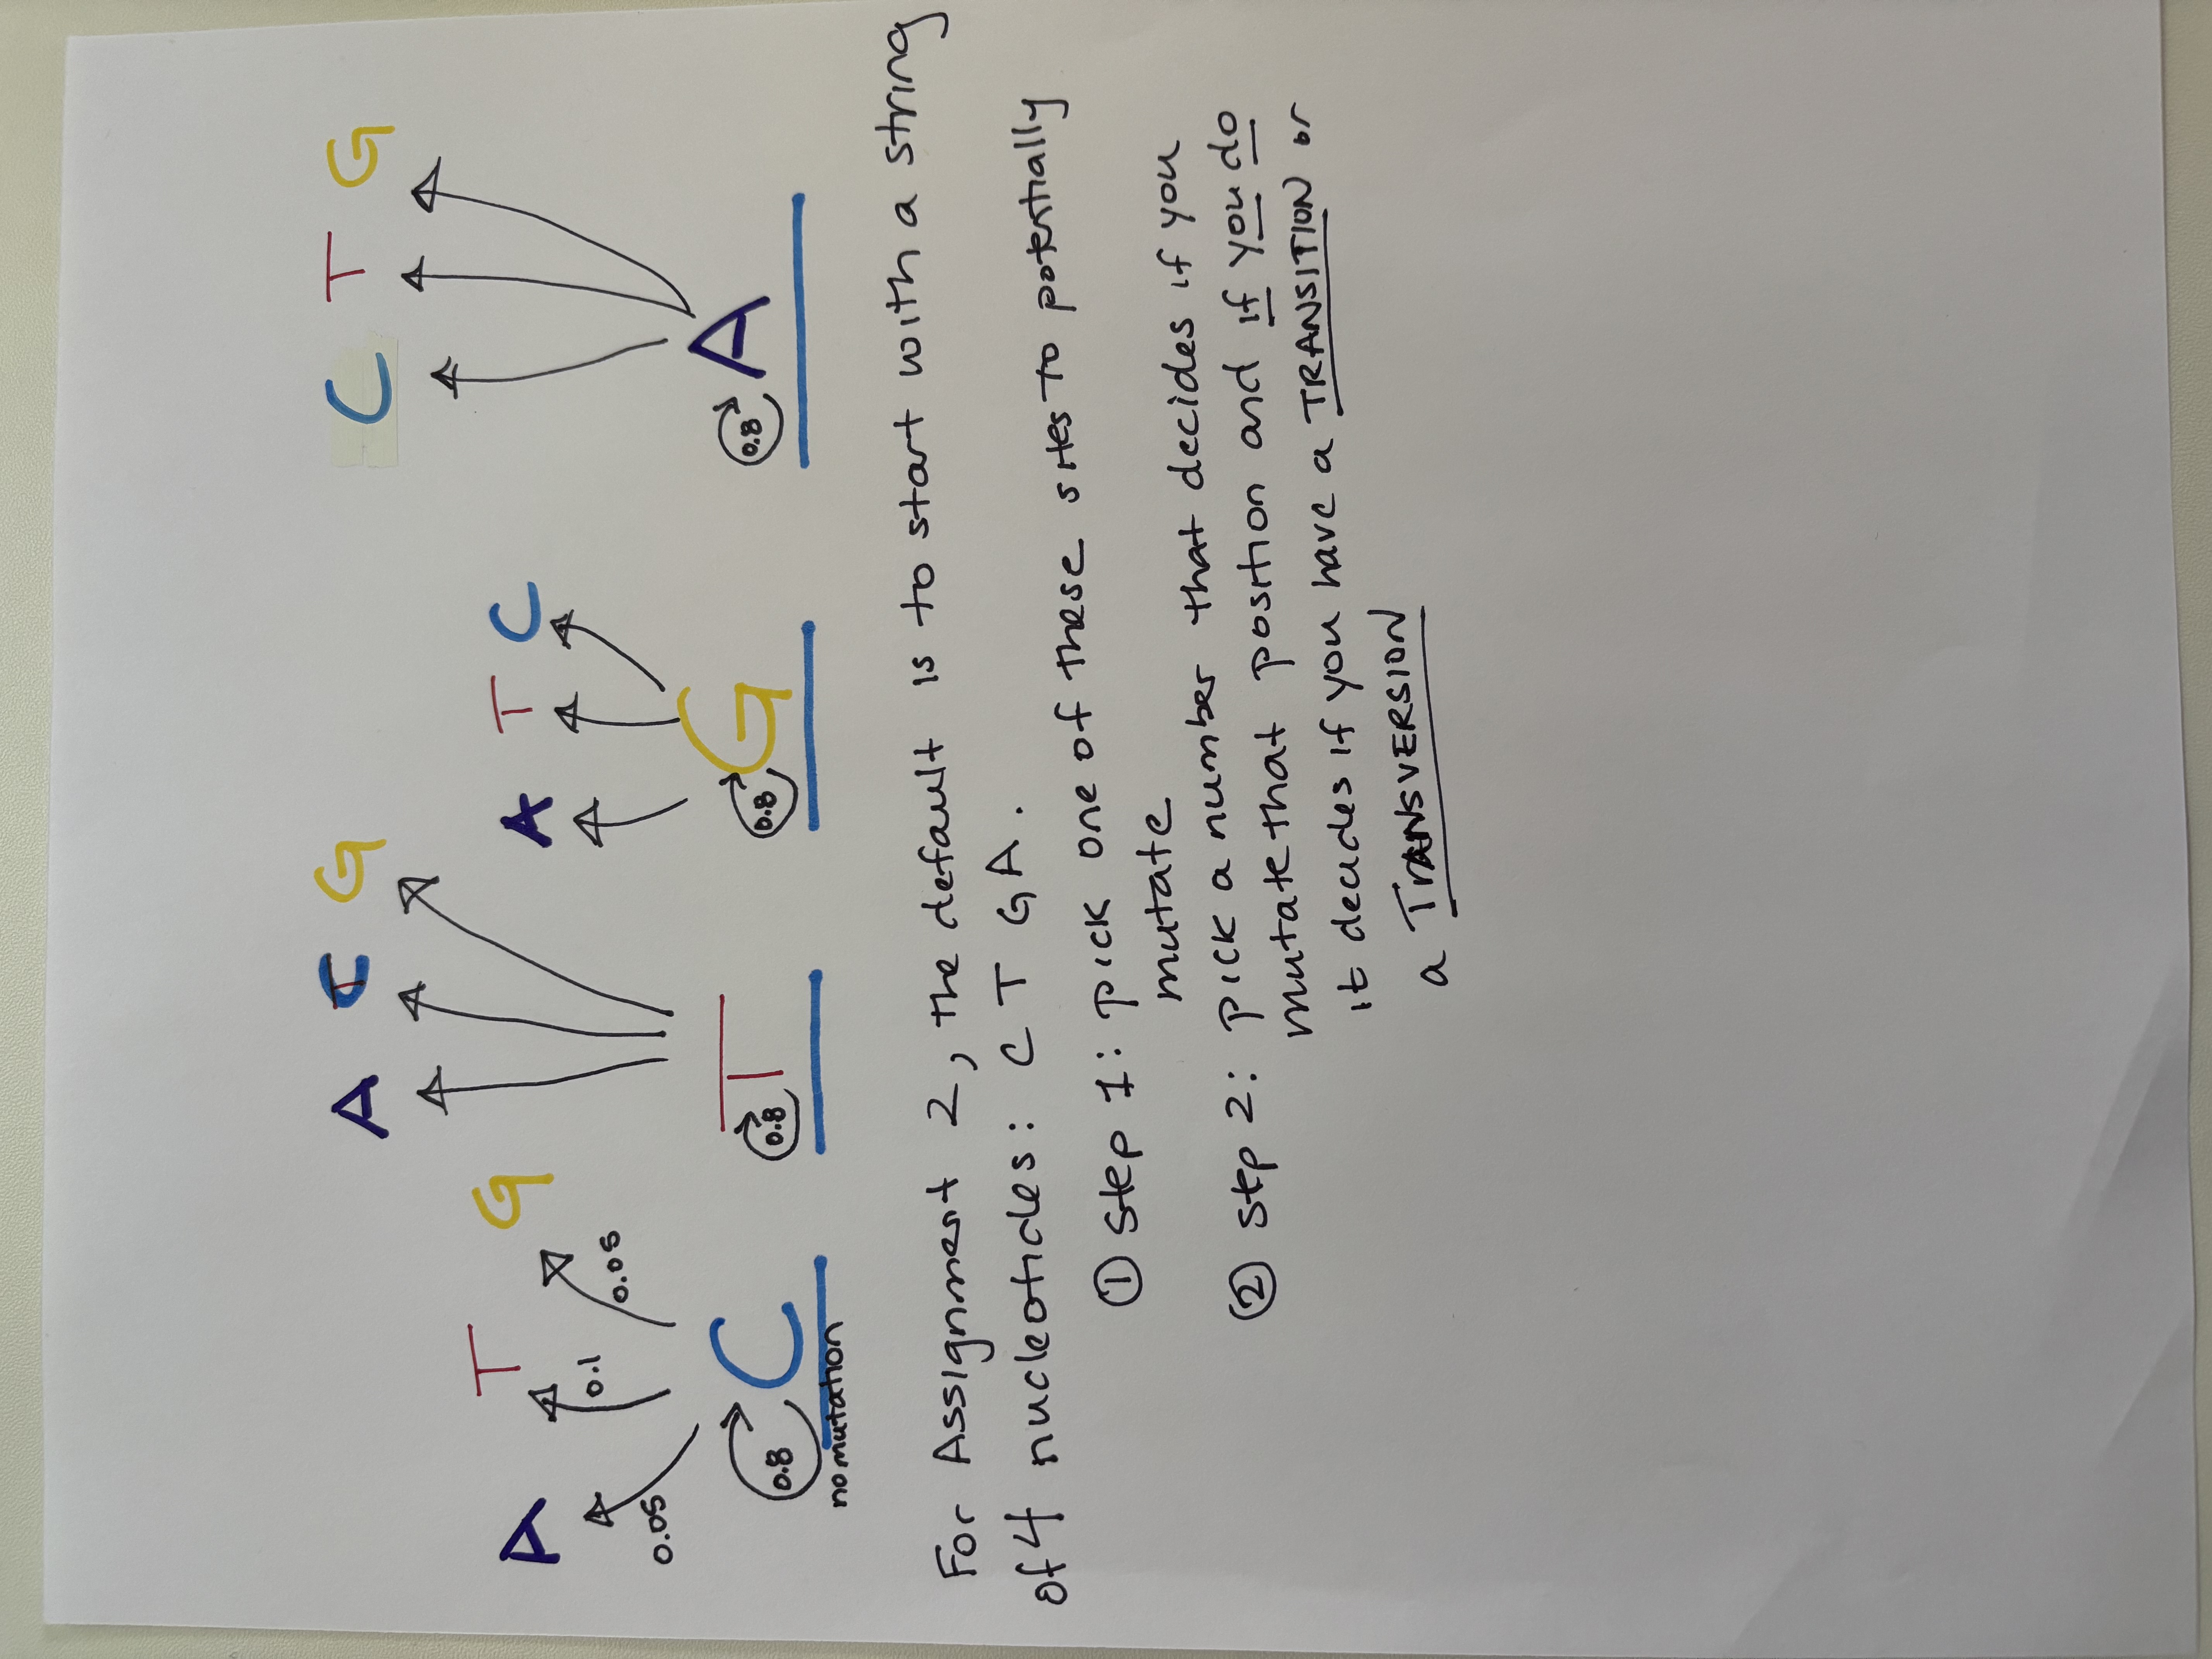 A C G
C T G
A T G
A T C
0.1
0.05
0.05
C T G A
0.8 0.8 0.8 0.8
no mutation
For Assignment 2, the default is to start with a string
of 4 nucleotides: C T G A.
① step 1: pick one of these sites to potentially
mutate
② step 2: pick a number that decides if you
mutate that position and if you do
it decides if you have a TRANSITION or
a TRANSVERSION